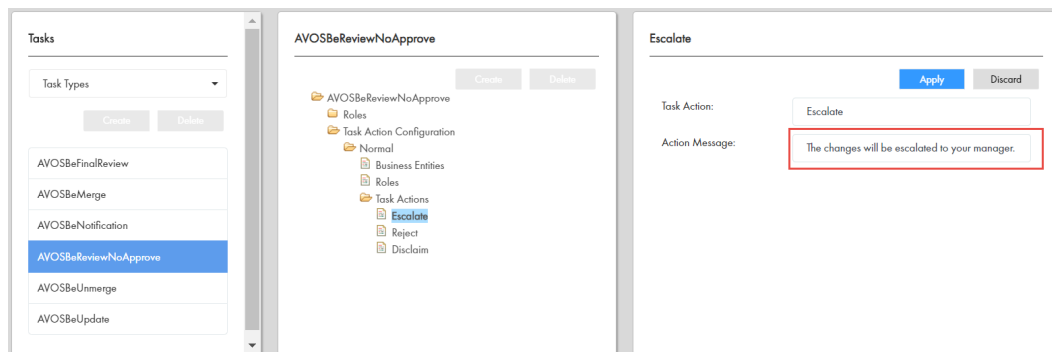 Tasks
Task Types
Create Delete
AVOSBeFinalReview
AVOSBeMerge
AVOSBeNotification
AVOSBeReviewNoApprove
AVOSBeUnmerge
AVOSBeUpdate
AVOSBeReviewNoApprove
Create Delete
AVOSBeReviewNoApprove
Roles
Task Action Configuration
Normal
Business Entities
Roles
Task Actions
Escalate
Reject
Disclaim
Escalate
Apply Discard
Task Action: Escalate
Action Message: The changes will be escalated to your manager.